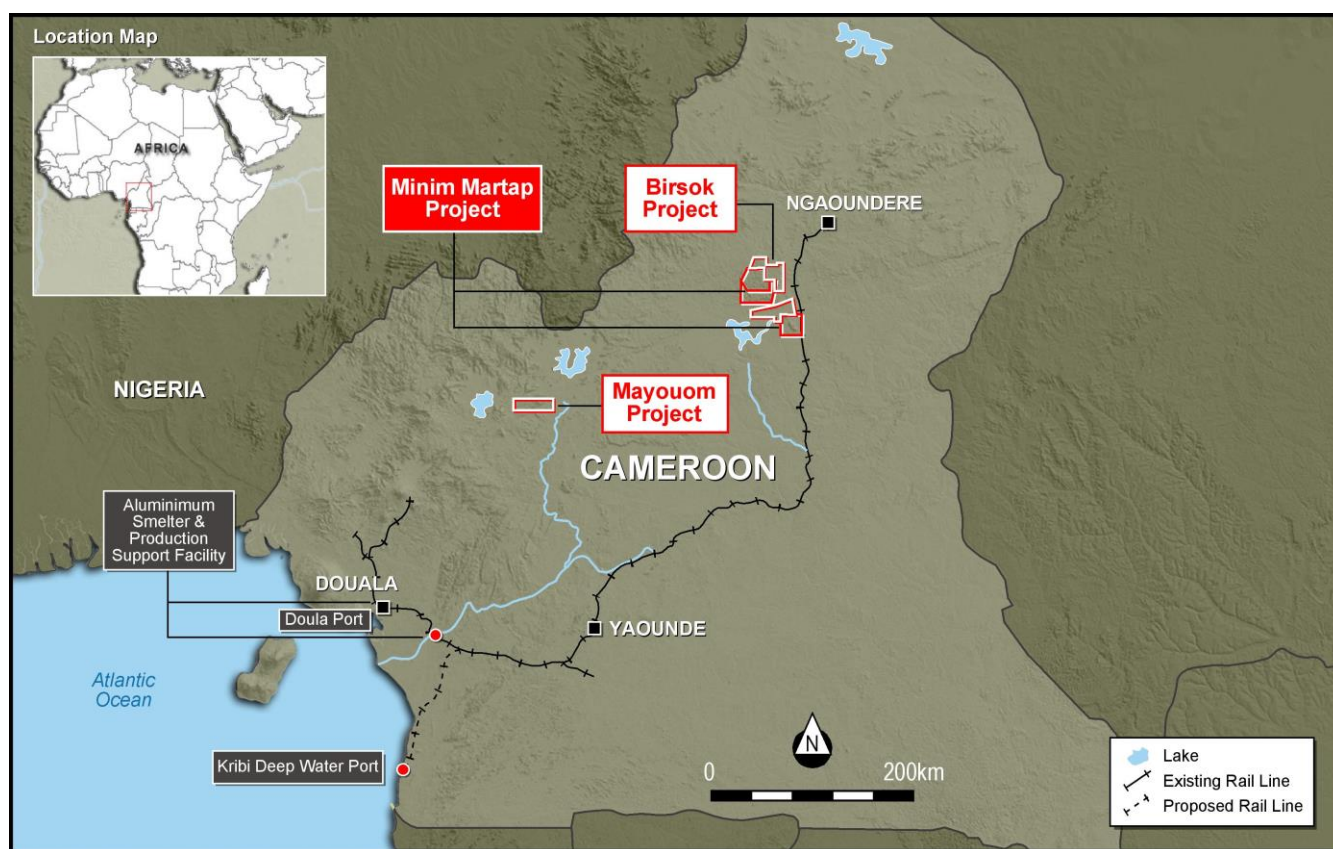 Location Map
AFRICA
Minim Martap
Project
Birsok
Project
NGAOUNDERE
NIGERIA
Mayouom
Project
CAMEROON
Aluminimum
Smelter &
Production
Support Facility
DOUALA
Doula Port
YAOUNDE
Atlantic
Ocean
Kribi Deep Water Port
N
0 200km
Lake
Existing Rail Line
Proposed Rail Line